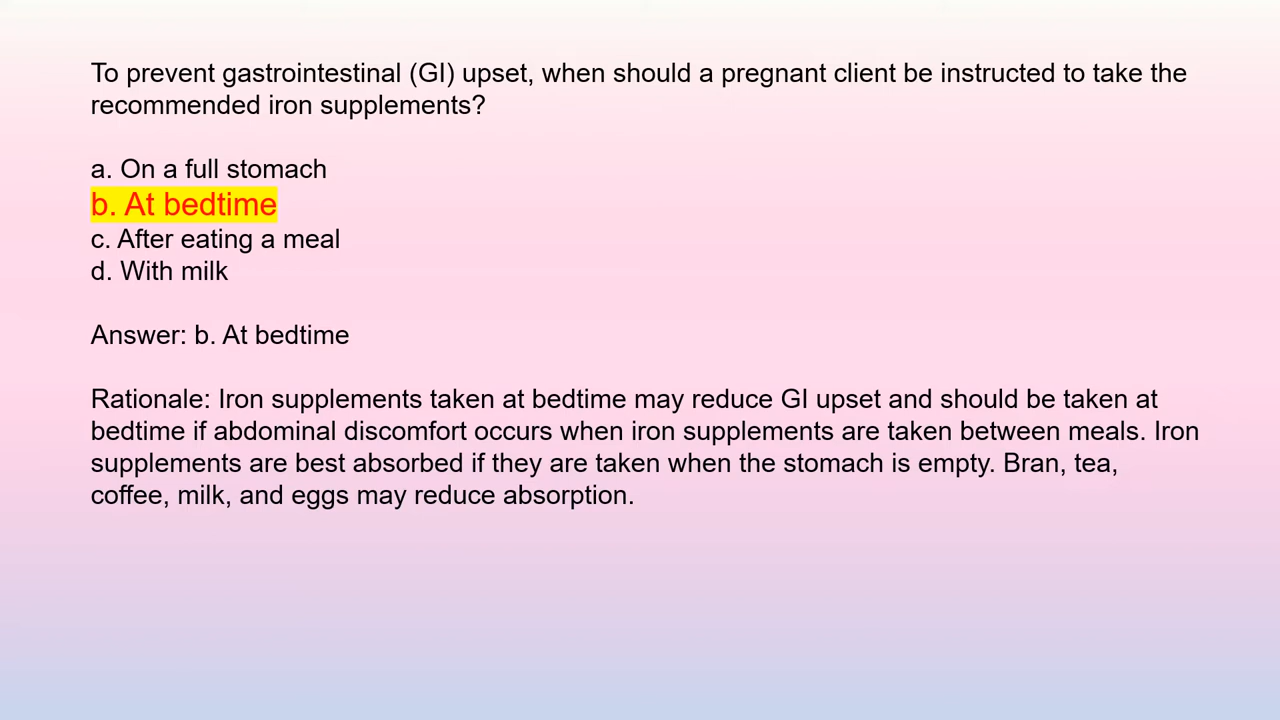 To prevent gastrointestinal (GI) upset, when should a pregnant client be instructed to take the
recommended iron supplements?
a. On a full stomach
b. At bedtime
c. After eating a meal
d. With milk
Answer: b. At bedtime
Rationale: Iron supplements taken at bedtime may reduce GI upset and should be taken at
bedtime if abdominal discomfort occurs when iron supplements are taken between meals. Iron
supplements are best absorbed if they are taken when the stomach is empty. Bran, tea,
coffee, milk, and eggs may reduce absorption.